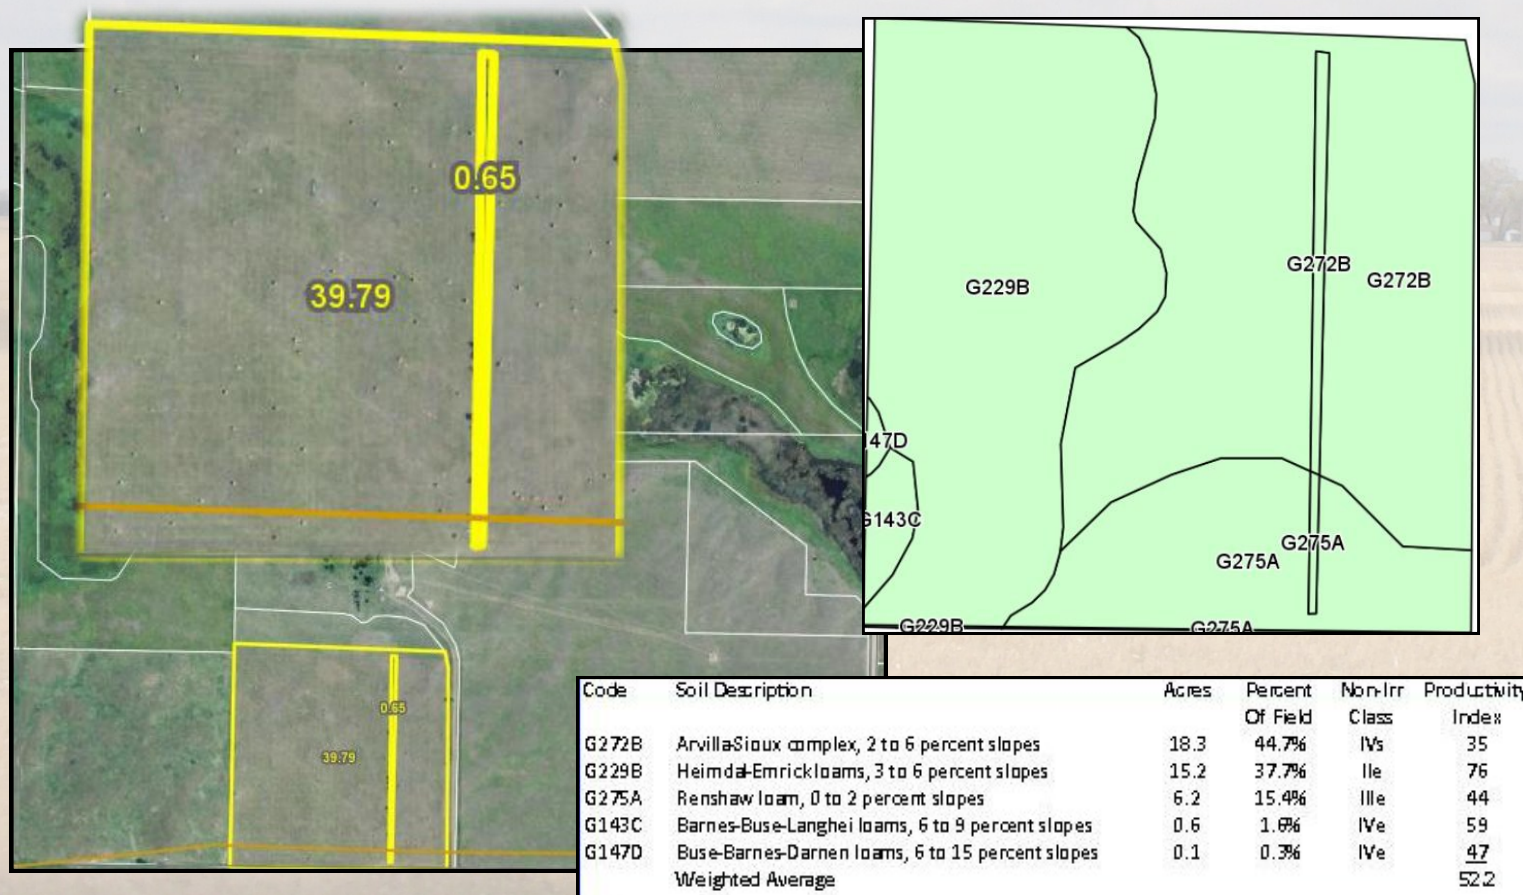 0.65
39.79
0.65
39.79
G272B
G272B
G229B
147D
G143C
G275A
G275A
G229B
G275A
Code Soil Description Acres Percent Non-Irr Productivity
Of Field Class Index
G272B Arvilla-Sioux complex, 2 to 6 percent slopes 18.3 44.7% IVs 35
G229B Heimdal-Emrick loams, 3 to 6 percent slopes 15.2 37.7% IIe 76
G275A Renshaw loam, 0 to 2 percent slopes 6.2 15.4% IIIe 44
G143C Barnes-Buse-Langhei loams, 6 to 9 percent slopes 0.6 1.6% IVe 59
G147D Buse-Barnes-Darnen loams, 6 to 15 percent slopes 0.1 0.3% IVe 47
Weighted Average 52.2